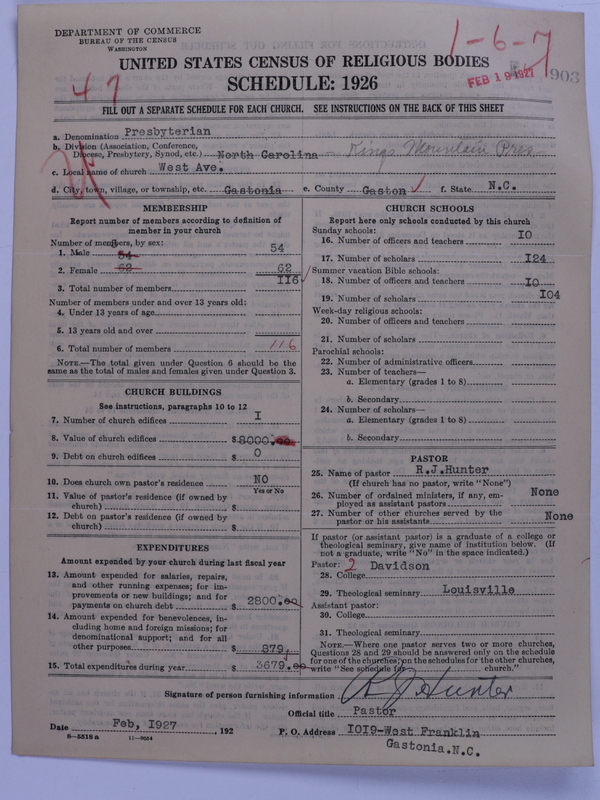 DEPARTMENT OF COMMERCE
BUREAU OF THE CENSUS
WASHINGTON
1-6-7
UNITED STATES CENSUS OF RELIGIOUS BODIES
FEB 19 1927
903
SCHEDULE: 1926
47
FILL OUT A SEPARATE SCHEDULE FOR EACH CHURCH. SEE INSTRUCTIONS ON THE BACK OF THIS SHEET
a. Denomination Presbyterian
b. Division (Association, Conference, Diocese, Presbytery, Synod, etc.) North Carolina - Kings Mountain Pres
c. Local name of church West Ave.
d. City, town, village, or township, etc. Gastonia e. County Gaston f. State N.C.
MEMBERSHIP
Report number of members according to definition of
member in your church
Number of members, by sex:
1. Male 54 54
2. Female 62 62
3. Total number of members 116
Number of members under and over 13 years old:
4. Under 13 years of age
5. 13 years old and over
6. Total number of members 116
NOTE.—The total given under Question 6 should be the
same as the total of males and females given under Question 3.
CHURCH BUILDINGS
See instructions, paragraphs 10 to 12
7. Number of church edifices I
8. Value of church edifices $8000.00
9. Debt on church edifices $ 0
10. Does church own pastor's residence NO
Yes or No
11. Value of pastor's residence (if owned by
church) $
12. Debt on pastor's residence (if owned by
church) $
EXPENDITURES
Amount expended by your church during last fiscal year
13. Amount expended for salaries, repairs,
and other running expenses; for im-
provements or new buildings; and for
payments on church debt $ 2800.00
14. Amount expended for benevolences, in-
cluding home and foreign missions; for
denominational support; and for all
other purposes $ 879
15. Total expenditures during year $ 3679.00
CHURCH SCHOOLS
Report here only schools conducted by this church
Sunday schools:
16. Number of officers and teachers IO
17. Number of scholars I24
Summer vacation Bible schools:
18. Number of officers and teachers IO
19. Number of scholars IO4
Week-day religious schools:
20. Number of officers and teachers
21. Number of scholars
Parochial schools:
22. Number of administrative officers
23. Number of teachers—
a. Elementary (grades 1 to 8)
b. Secondary
24. Number of scholars—
a. Elementary (grades 1 to 8)
b. Secondary
PASTOR
25. Name of pastor R.J.Hunter
(If church has no pastor, write "None")
26. Number of ordained ministers, if any, em-
ployed as assistant pastors None
27. Number of other churches served by the
pastor or his assistants None
If pastor (or assistant pastor) is a graduate of a college or
theological seminary, give name of institution below. (If
not a graduate, write "No" in the space indicated.)
Pastor: 2 Davidson
28. College
29. Theological seminary Louisville
Assistant pastor:
30. College
31. Theological seminary
NOTE.—Where one pastor serves two or more churches,
Questions 28 and 29 should be answered only on the schedule
for one of the churches; on the schedules for the other churches,
write "See schedule for church."
Signature of person furnishing information R J Hunter
Official title Pastor
Date Feb, I927, 192
P. O. Address IOI9-West Franklin
Gastonia.N.C.
8-5518 a 11-9054